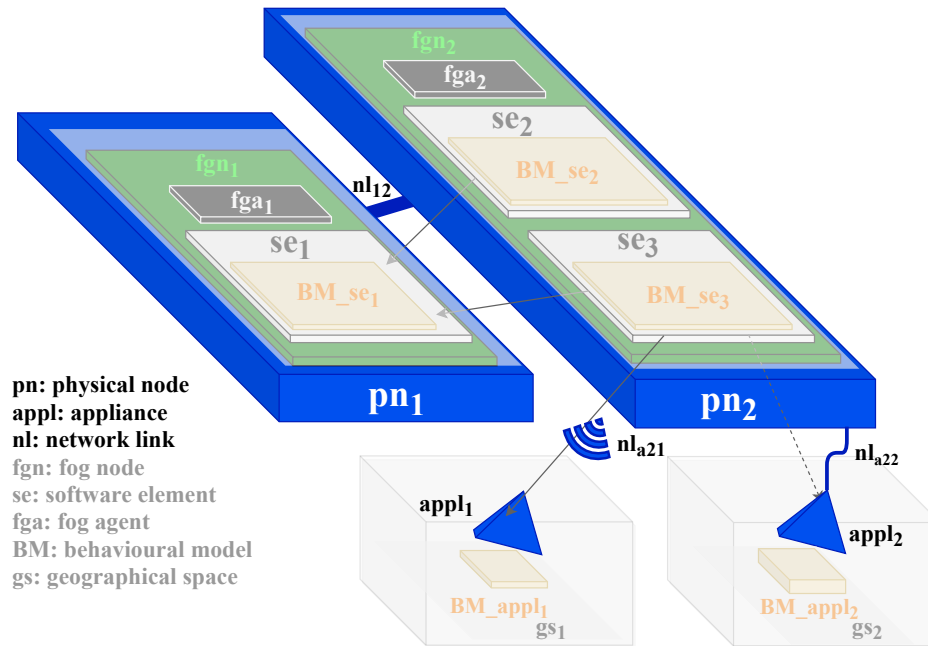 fgn₂
fga₂
se₂
BM_se₂
fgn₁
nl₁₂
fga₁
se₁
se₃
BM_se₁
BM_se₃
pn₁
pn₂
pn: physical node
appl: appliance
nl: network link
fgn: fog node
se: software element
fga: fog agent
BM: behavioural model
gs: geographical space
nlₐ₂₁
nlₐ₂₂
appl₁
appl₂
BM_appl₁
BM_appl₂
gs₁
gs₂